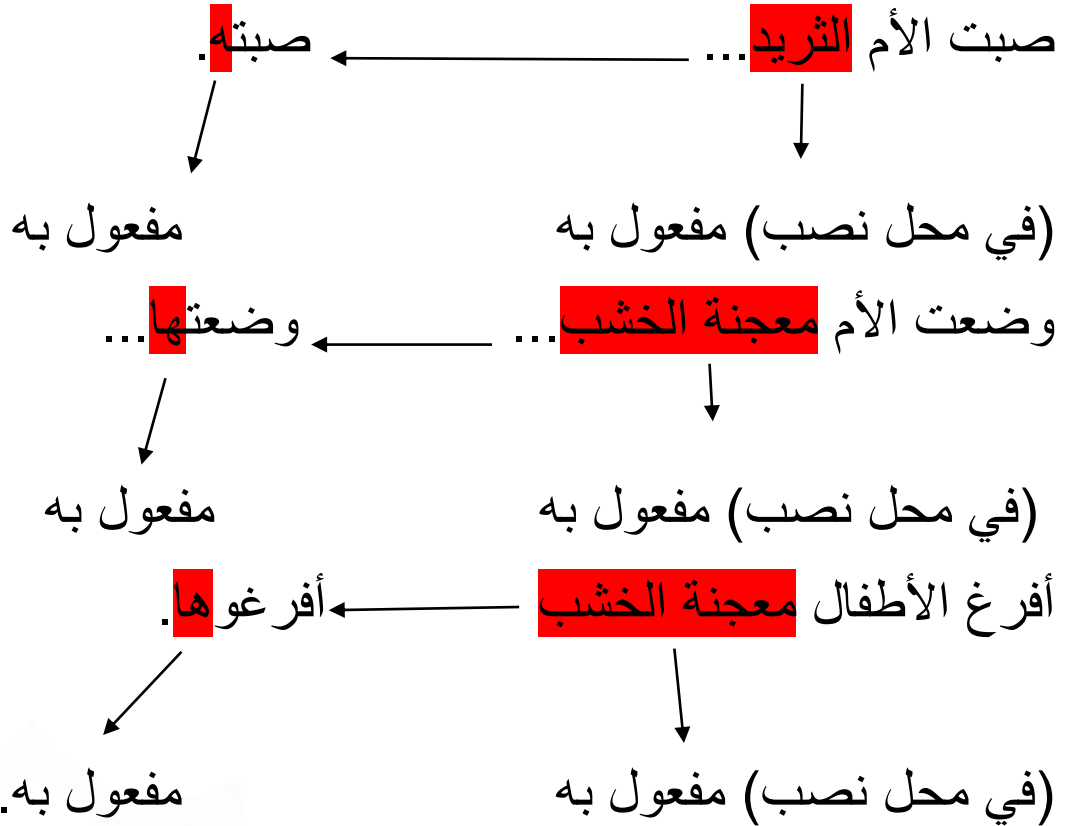 صبت الأم الثريد... صبته.
(في محل نصب) مفعول به مفعول به
وضعت الأم معجنة الخشب... وضعتها...
(في محل نصب) مفعول به مفعول به
أفرغ الأطفال معجنة الخشب أفرغوها.
(في محل نصب) مفعول به مفعول به.